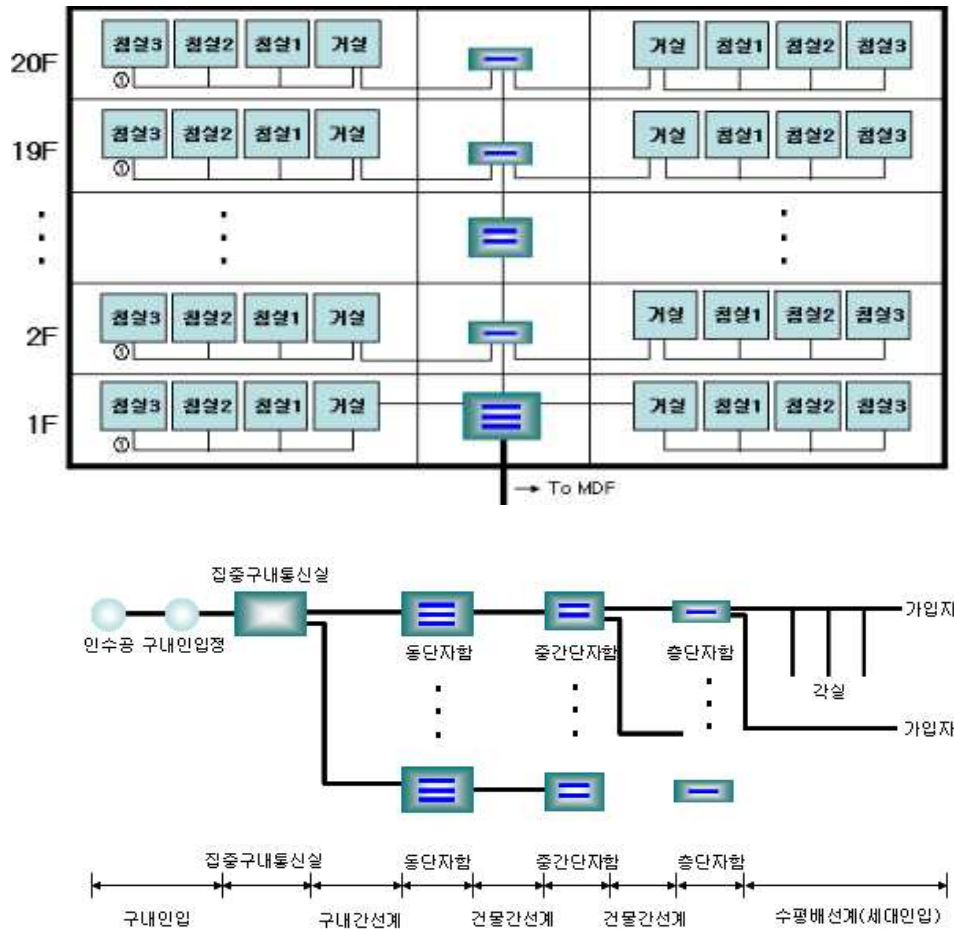 20F
침실3 침실2 침실1 거실 거실 침실1 침실2 침실3
①
19F
침실3 침실2 침실1 거실 거실 침실1 침실2 침실3
①
2F
침실3 침실2 침실1 거실 거실 침실1 침실2 침실3
①
1F
침실3 침실2 침실1 거실 거실 침실1 침실2 침실3
①
→ To MDF
집중구내통신실
인수공 구내인입점
동단자함 중간단자함 층단자함
가입자
각실
가입자
집중구내통신실 동단자함 중간단자함 층단자함
구내인입 구내간선계 건물간선계 건물간선계 수평배선계(세대인입)